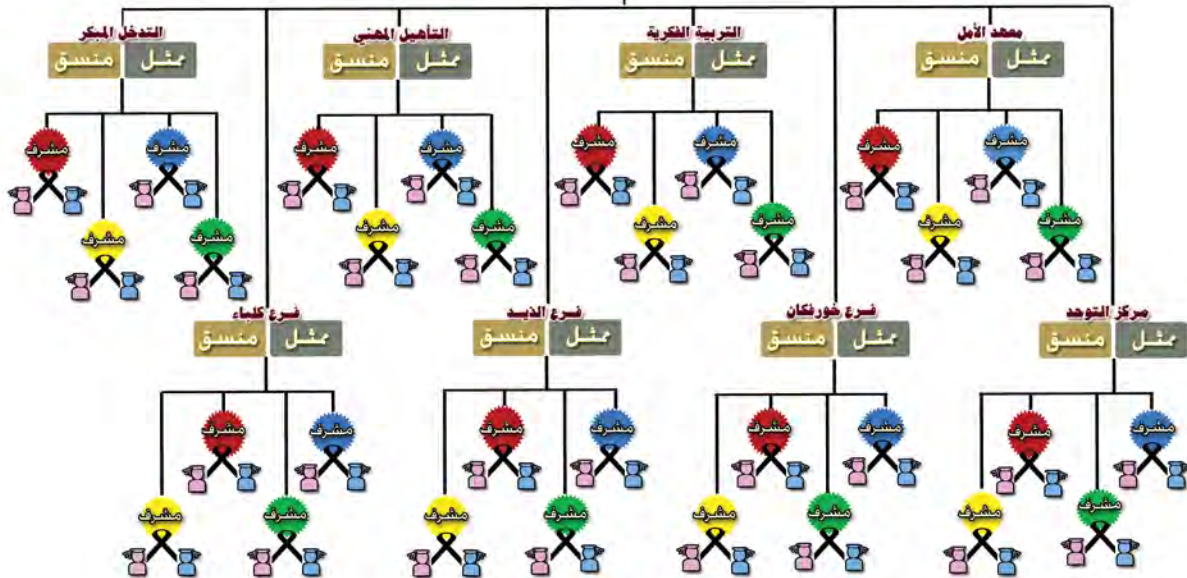 معهد الأمل
ممثل منسق
مشرف
مشرف
مشرف
مشرف
التربية الفكرية
ممثل منسق
مشرف
مشرف
مشرف
مشرف
التأهيل المهني
ممثل منسق
مشرف
مشرف
مشرف
مشرف
التدخل المبكر
ممثل منسق
مشرف
مشرف
مشرف
مشرف
مركز التوحد
ممثل منسق
مشرف
مشرف
مشرف
مشرف
فرع خورفكان
ممثل منسق
مشرف
مشرف
مشرف
مشرف
فرع الذيد
ممثل منسق
مشرف
مشرف
مشرف
مشرف
فرع كلباء
ممثل منسق
مشرف
مشرف
مشرف
مشرف